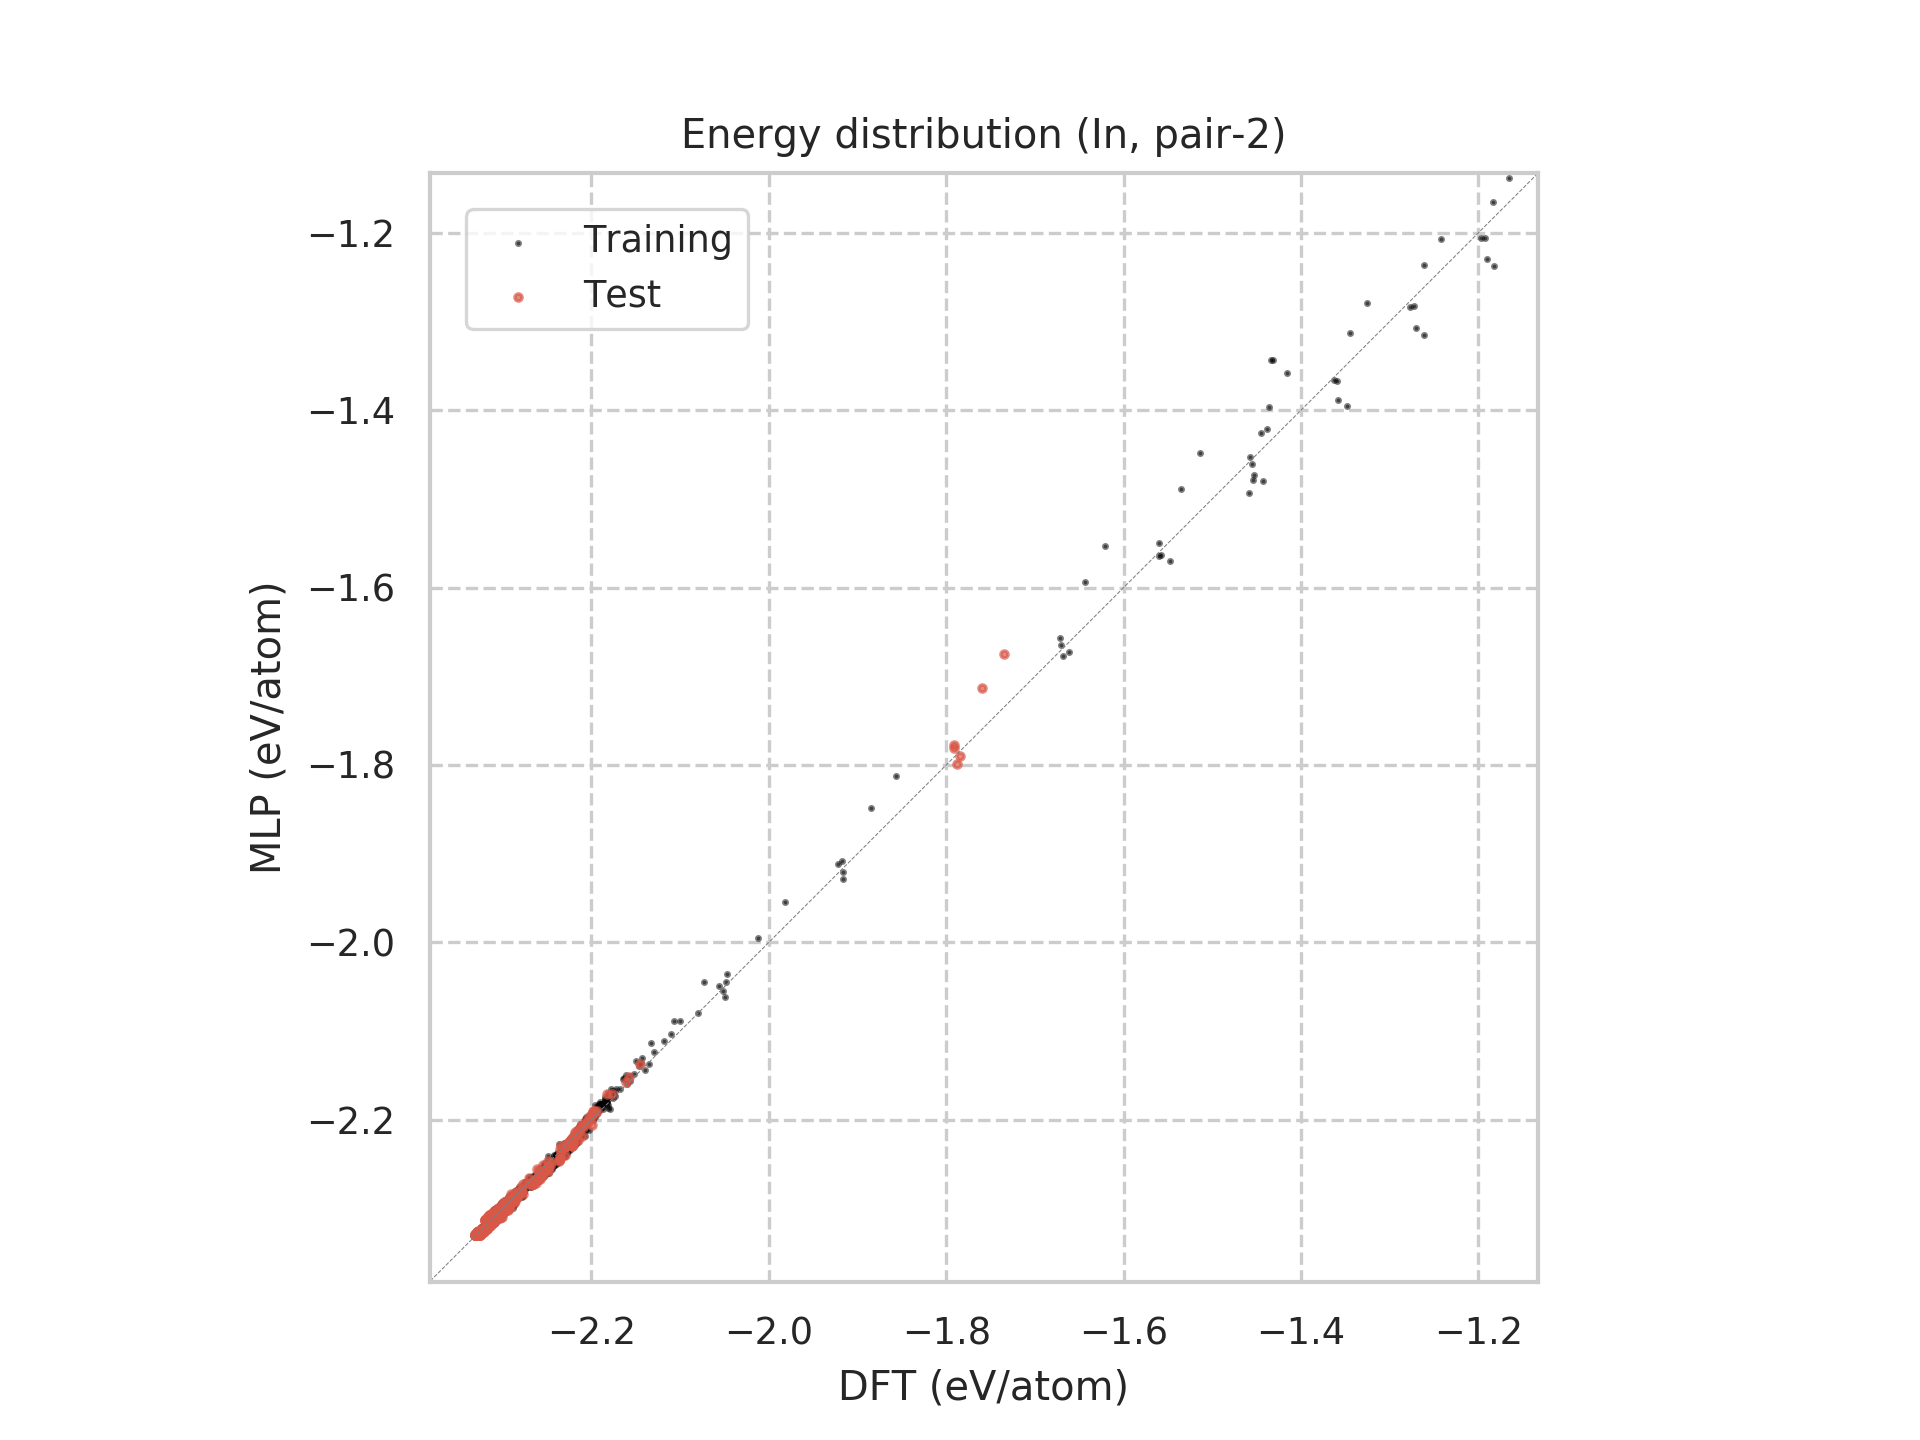 Energy distribution (In, pair-2)
Training
Test
−1.2
−1.4
−1.6
−1.8
−2.0
−2.2
MLP (eV/atom)
−2.2 −2.0 −1.8 −1.6 −1.4 −1.2
DFT (eV/atom)